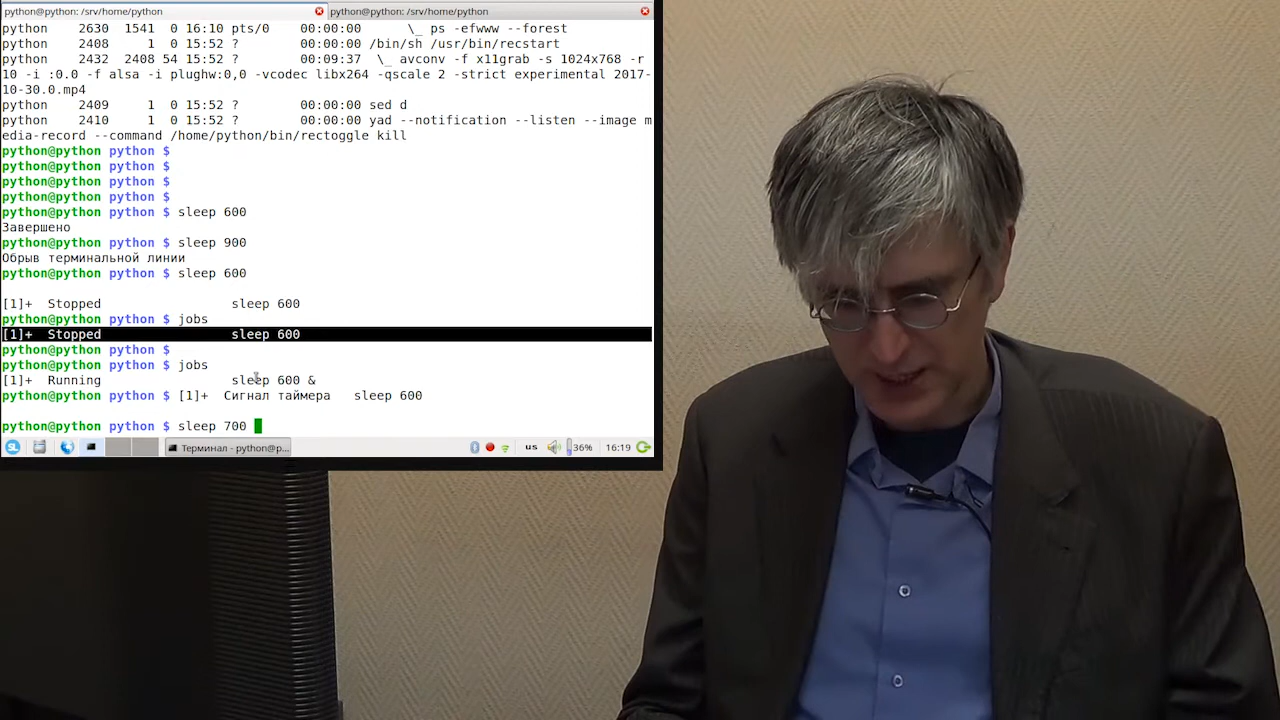 python@python: /srv/home/python python@python: /srv/home/python
python 2630 1541 0 16:10 pts/0 00:00:00 \_ ps -efwww --forest
python 2408 1 0 15:52 ? 00:00:00 /bin/sh /usr/bin/recstart
python 2432 2408 54 15:52 ? 00:09:37 \_ avconv -f x11grab -s 1024x768 -r
10 -i :0.0 -f alsa -i plughw:0,0 -vcodec libx264 -qscale 2 -strict experimental 2017-
10-30.0.mp4
python 2409 1 0 15:52 ? 00:00:00 sed d
python 2410 1 0 15:52 ? 00:00:00 yad --notification --listen --image m
edia-record --command /home/python/bin/rectoggle kill
python@python python $
python@python python $
python@python python $
python@python python $
python@python python $ sleep 600
Завершено
python@python python $ sleep 900
Обрыв терминальной линии
python@python python $ sleep 600
[1]+ Stopped sleep 600
python@python python $ jobs
[1]+ Stopped sleep 600
python@python python $
python@python python $ jobs
[1]+ Running sleep 600 &
python@python python $ [1]+ Сигнал таймера sleep 600
python@python python $ sleep 700
Терминал - python@p... us 36% 16:19